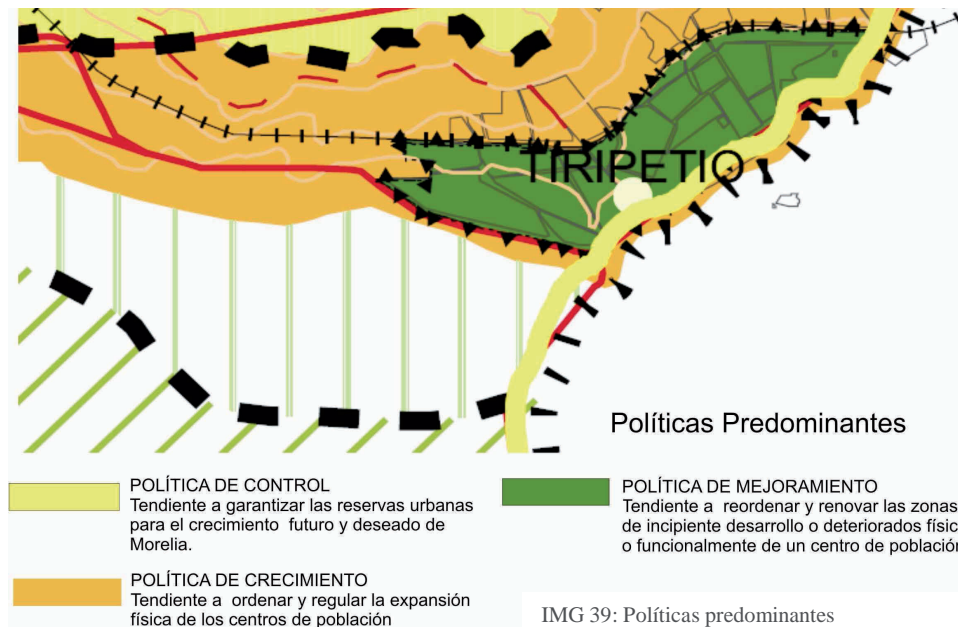 TIRIPETIO
Políticas Predominantes
POLÍTICA DE CONTROL
Tendiente a garantizar las reservas urbanas
para el crecimiento futuro y deseado de
Morelia.
POLÍTICA DE CRECIMIENTO
Tendiente a ordenar y regular la expansión
física de los centros de población
POLÍTICA DE MEJORAMIENTO
Tendiente a reordenar y renovar las zonas
de incipiente desarrollo o deteriorados físic
o funcionalmente de un centro de población
IMG 39: Políticas predominantes